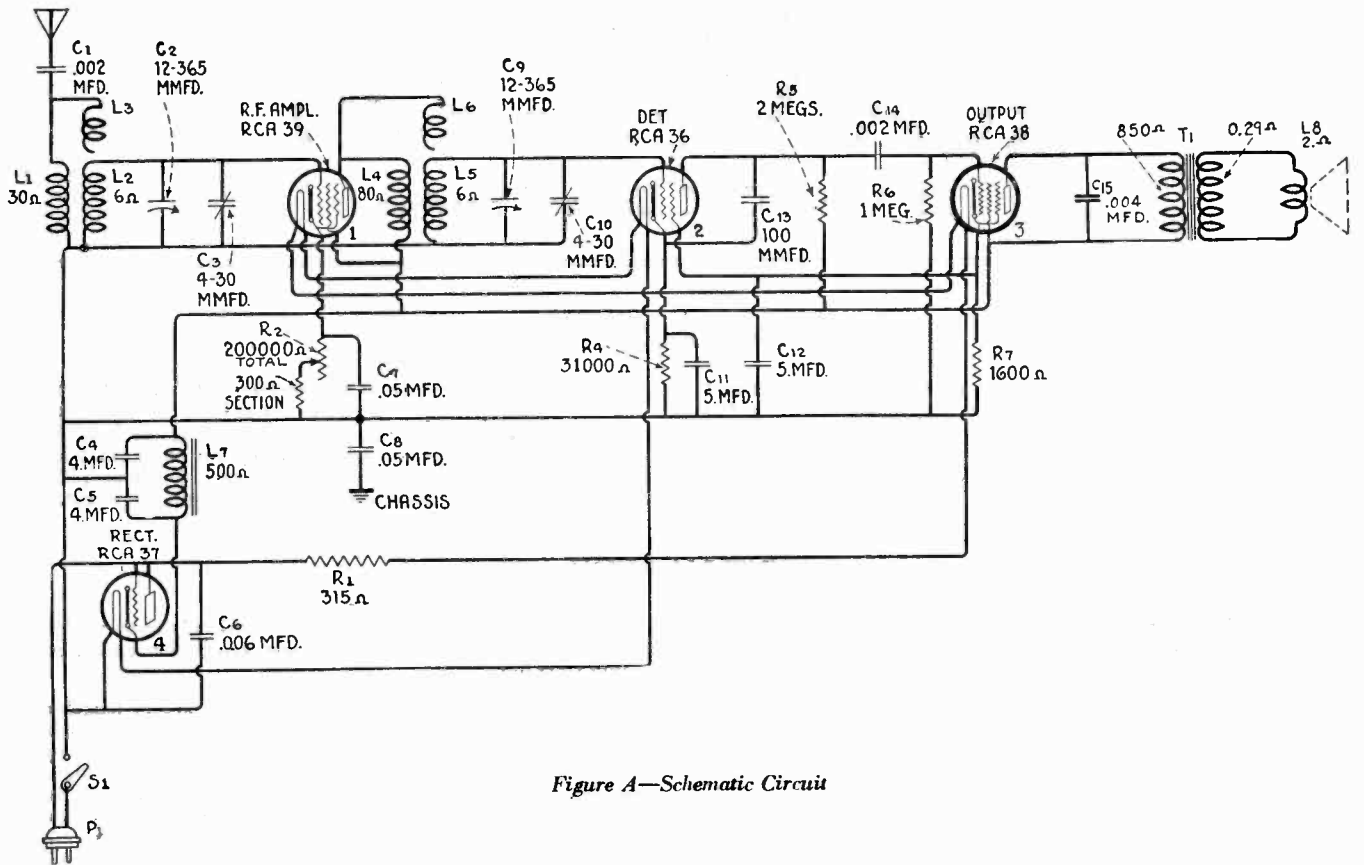 C1
.002
MFD.
C2
12-365
MMFD.
L3
R.F. AMPL.
RCA 39
L6
C9
12-365
MMFD.
DET
RCA 36
R5
2 MEGS.
C14
.002 MFD.
OUTPUT
RCA 38
850Ω
T1
0.29Ω
L8
2.Ω
L1
30Ω
L2
6Ω
L4
80Ω
L5
6Ω
R6
1 MEG.
C15
.004
MFD.
1
2
3
C3
4-30
MMFD.
C10
4-30
MMFD.
C13
100
MMFD.
R2
200000Ω
TOTAL
300Ω
SECTION
C7
.05 MFD.
R4
31000Ω
C11
5.MFD.
C12
5.MFD.
R7
1600Ω
C4
4.MFD.
L7
500Ω
C8
.05 MFD.
C5
4.MFD.
CHASSIS
RECT.
RCA 37
R1
315Ω
4
C6
.006 MFD.
S1
P1
Figure A—Schematic Circuit